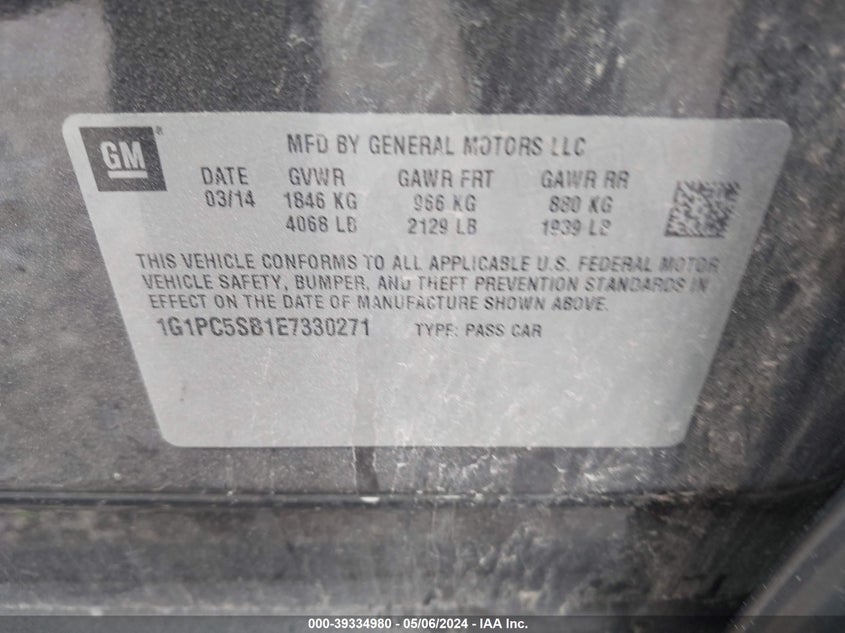 GM ®
MFD BY GENERAL MOTORS LLC
DATE GVWR GAWR FRT GAWR RR
03/14 1846 KG 966 KG 880 KG
4068 LB 2129 LB 1939 LB
THIS VEHICLE CONFORMS TO ALL APPLICABLE U.S. FEDERAL MOTOR
VEHICLE SAFETY, BUMPER, AND THEFT PREVENTION STANDARDS IN
EFFECT ON THE DATE OF MANUFACTURE SHOWN ABOVE.
1G1PC5SB1E7330271 TYPE: PASS CAR
000-39334980 - 05/06/2024 - IAA Inc.